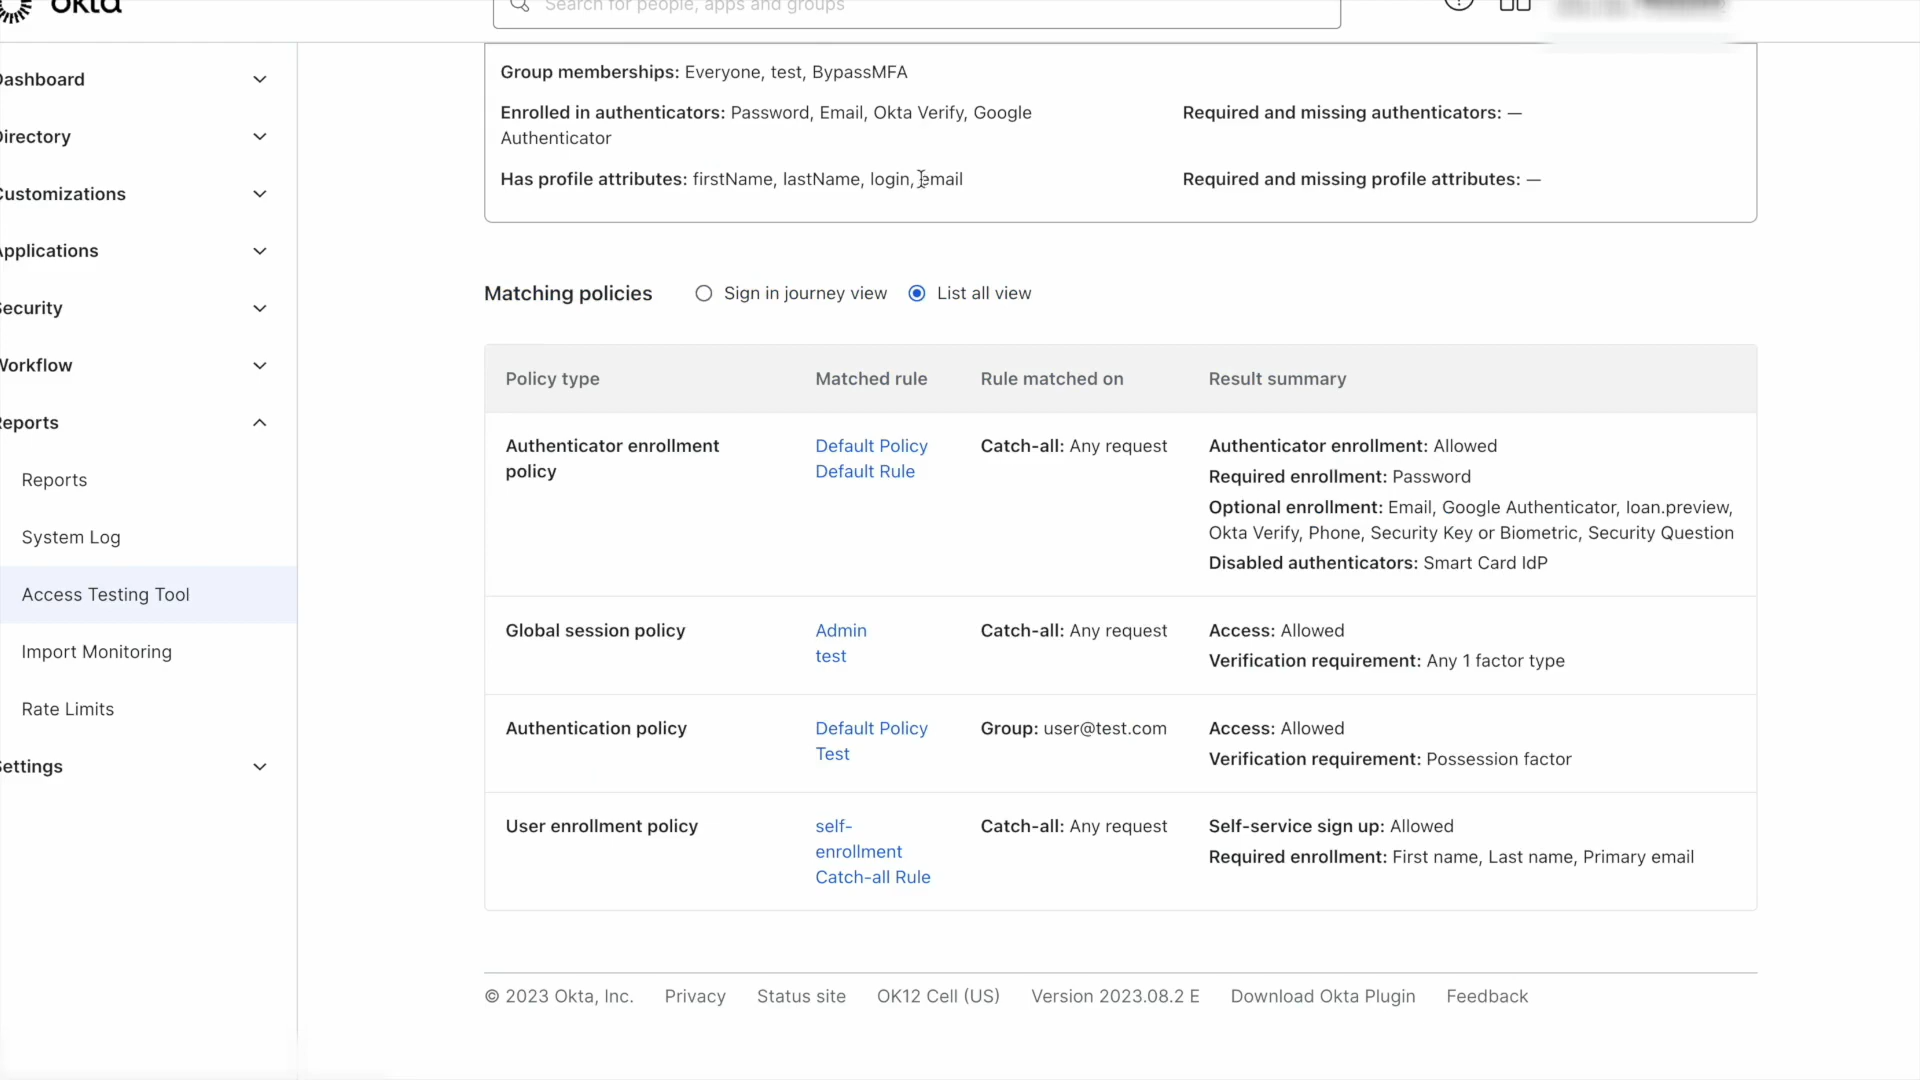 okta
Search for people, apps and groups
Dashboard
Directory
Customizations
Applications
Security
Workflow
Reports
Reports
System Log
Access Testing Tool
Import Monitoring
Rate Limits
Settings
Group memberships: Everyone, test, BypassMFA
Enrolled in authenticators: Password, Email, Okta Verify, Google
Authenticator
Required and missing authenticators: —
Has profile attributes: firstName, lastName, login, email
Required and missing profile attributes: —
Matching policies
Sign in journey view
List all view
Policy type
Matched rule
Rule matched on
Result summary
Authenticator enrollment
policy
Default Policy
Default Rule
Catch-all: Any request
Authenticator enrollment: Allowed
Required enrollment: Password
Optional enrollment: Email, Google Authenticator, loan.preview,
Okta Verify, Phone, Security Key or Biometric, Security Question
Disabled authenticators: Smart Card IdP
Global session policy
Admin
test
Catch-all: Any request
Access: Allowed
Verification requirement: Any 1 factor type
Authentication policy
Default Policy
Test
Group: user@test.com
Access: Allowed
Verification requirement: Possession factor
User enrollment policy
self-
enrollment
Catch-all Rule
Catch-all: Any request
Self-service sign up: Allowed
Required enrollment: First name, Last name, Primary email
© 2023 Okta, Inc.
Privacy
Status site
OK12 Cell (US)
Version 2023.08.2 E
Download Okta Plugin
Feedback